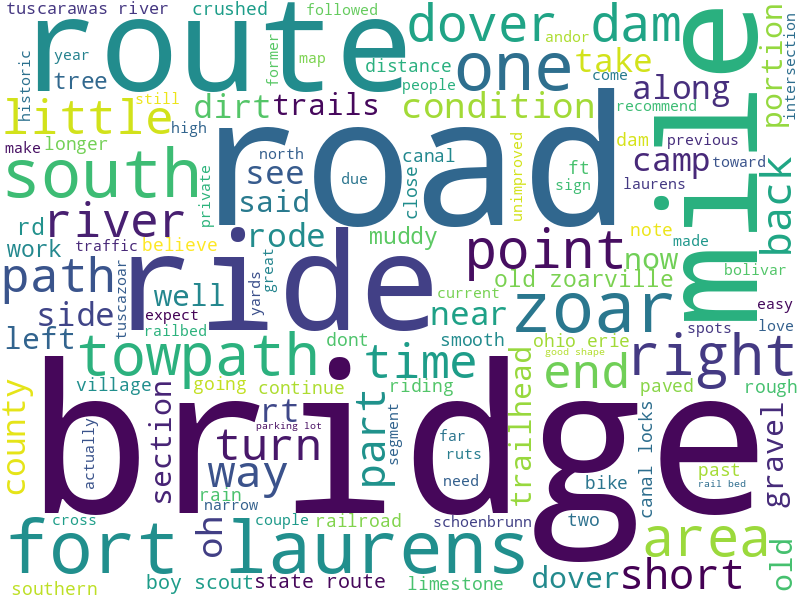 tuscarawas river
crushed
followed
route
dover dam
mile
portion
intersection
historic
year
tree
former
map
andor
distance
people
one
take
come
along
little
still
high
dirt
trails
condition
recommend
road
make
longer
south
private
north
see
due
said
canal
close
unimproved
ft
sign
dam
previous
camp
toward
laurens
back
rd
river
work
traffic
believe
rode
muddy
point
now
note
made
path
tuscazoar
ride
yards
great
old zoarville
bolivar
side
well
expect
railbed
current
near
smooth
zoar
spots
easy
love
left
towpath
dont
time
ohio erie
good shape
end
right
county
village
going
continue
riding
trailhead
paved
rough
bridge
actually
section
rt
parking lot
turn
part
segment
far
ruts
need
way
rain
narrow
bike
two
canal locks
past
rail bed
gravel
cross
oh
couple
railroad
schoenbrunn
area
old
fort laurens
southern
boy scout
state route
limestone
dover
short